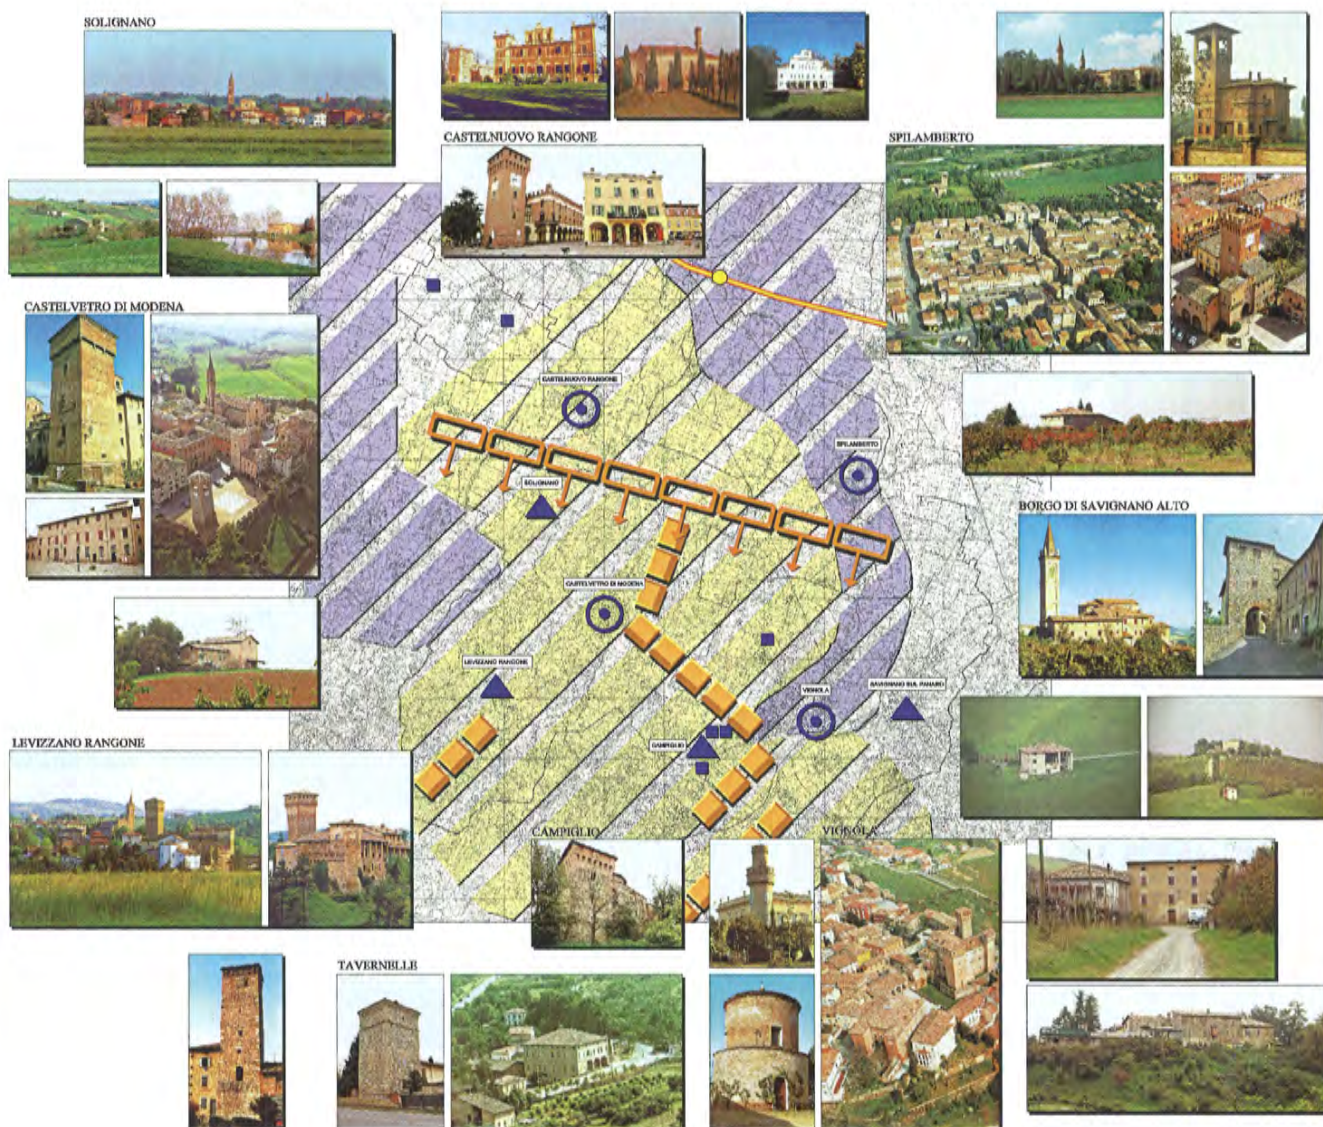 SOLIGNANO
CASTELNUOVO RANGONE
SPILAMBERTO
CASTELVETRO DI MODENA
CASTELNUOVO RANGONE
SPILAMBERTO
SOLIGNANO
BORGO DI SAVIGNANO ALTO
CASTELVETRO DI MODENA
LEVIZZANO RANGONE
SAVIGNANO SUL PANARO
VIGNOLA
CAMPIGLIO
LEVIZZANO RANGONE
CAMPIGLIO
VIGNOLA
TAVERNELLE